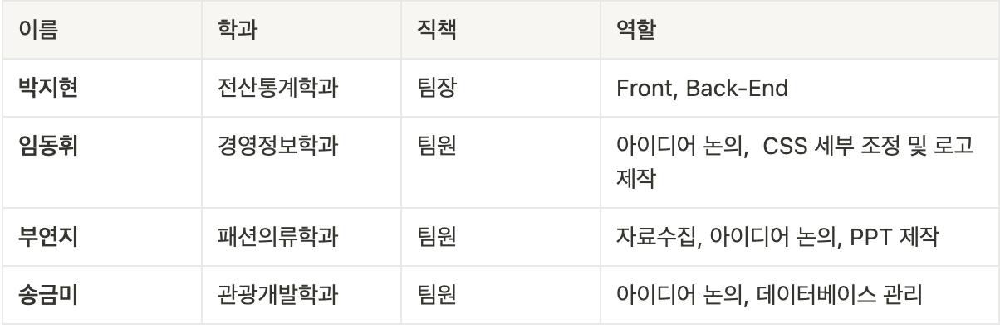 이름 학과 직책 역할
박지현 전산통계학과 팀장 Front, Back-End
임동휘 경영정보학과 팀원 아이디어 논의,  CSS 세부 조정 및 로고
제작
부연지 패션의류학과 팀원 자료수집, 아이디어 논의, PPT 제작
송금미 관광개발학과 팀원 아이디어 논의, 데이터베이스 관리